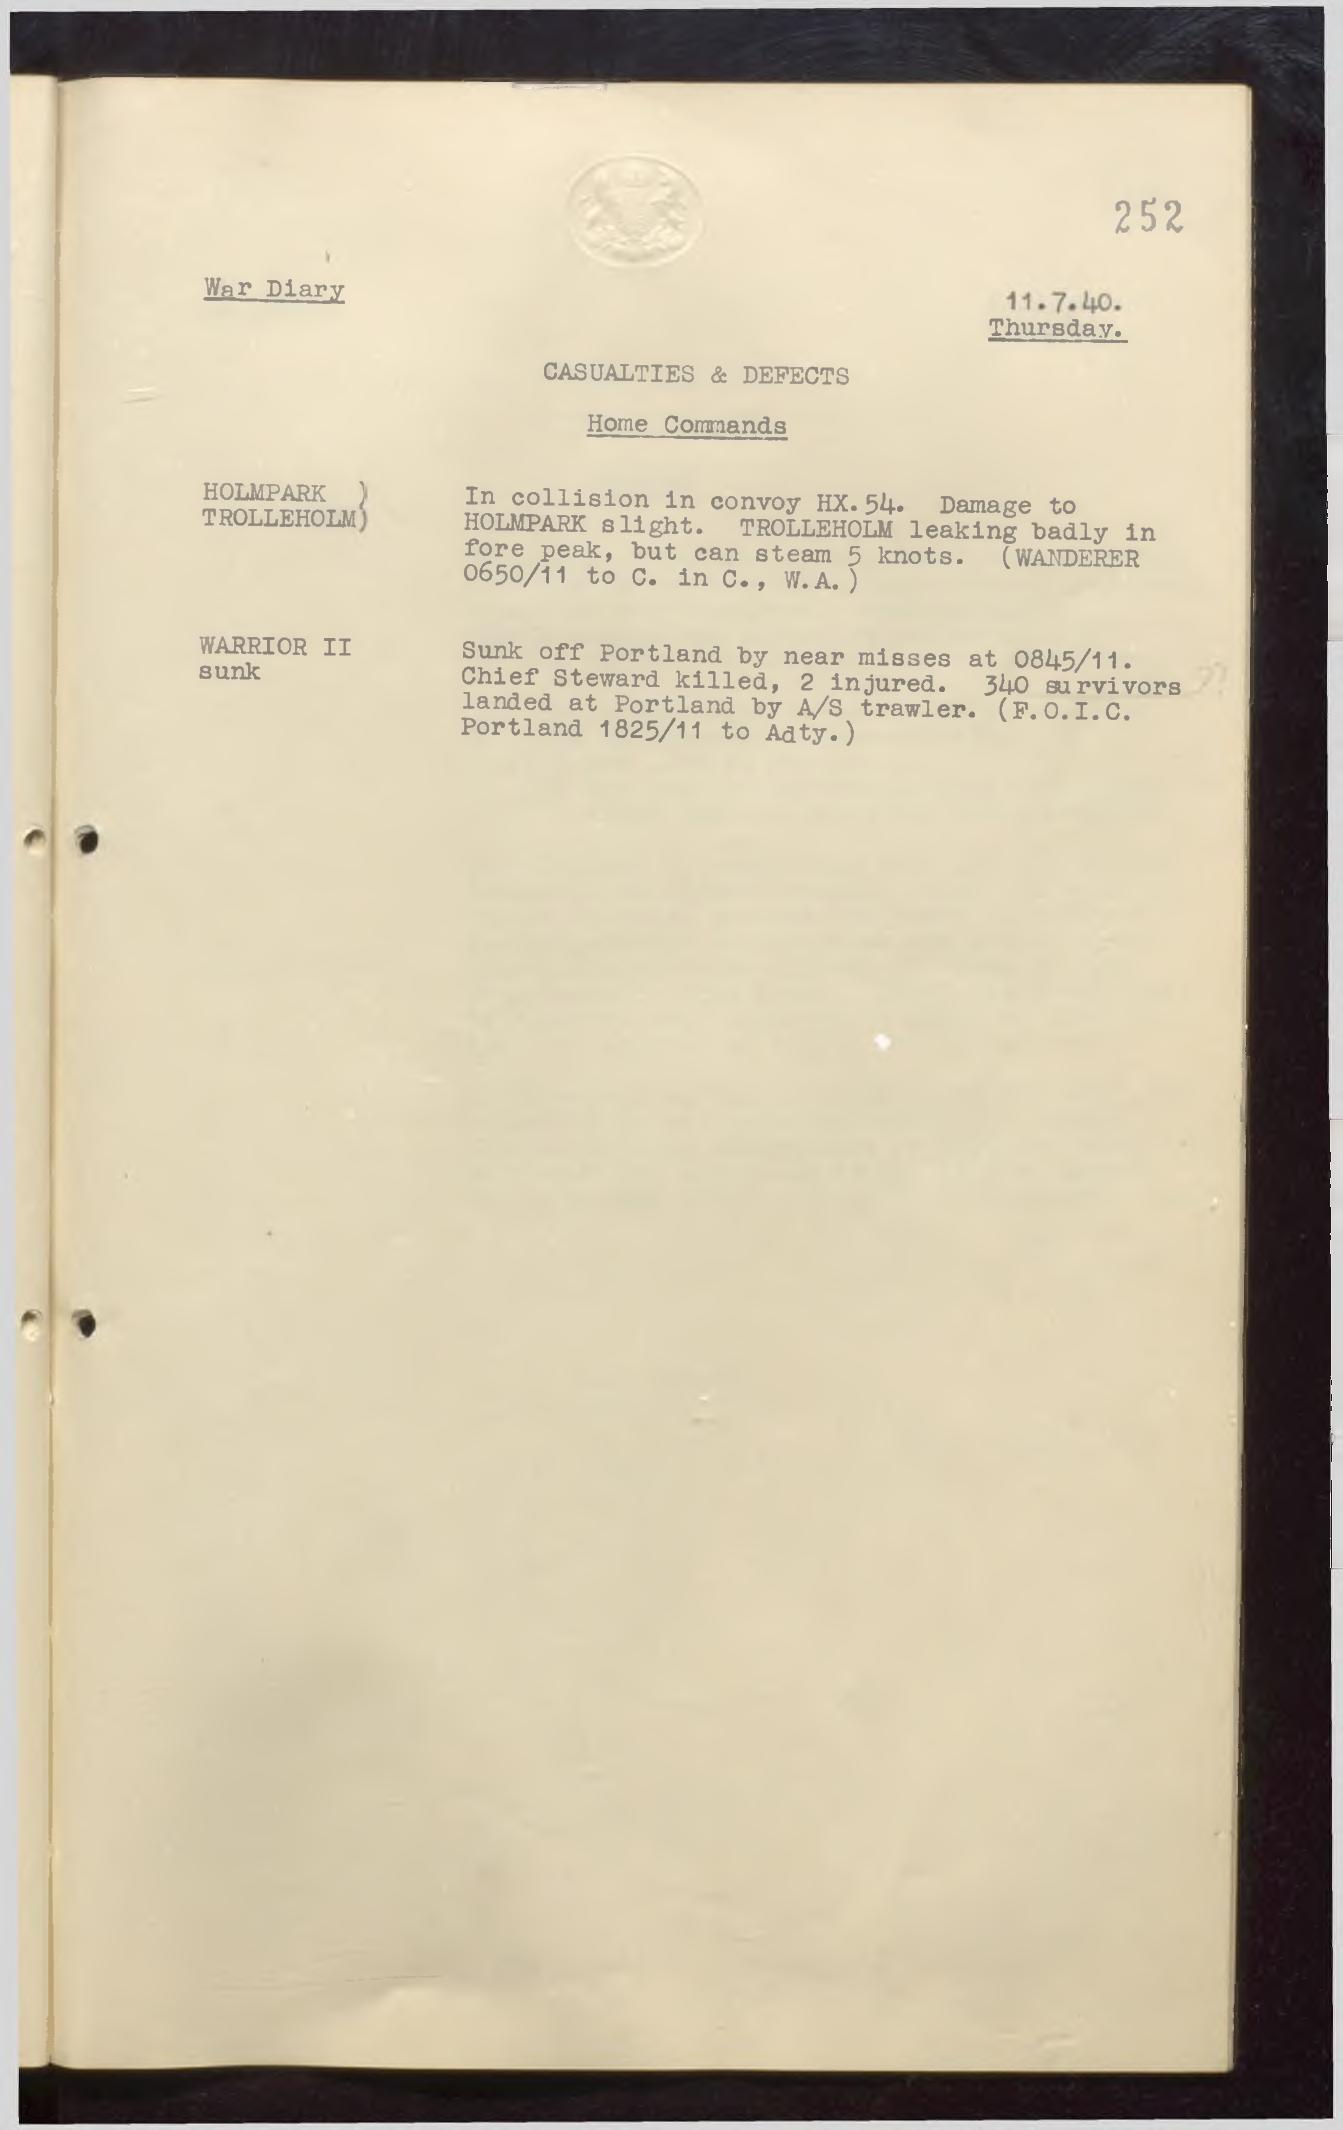 252
War Diary
11.7.40.
Thursday.
CASUALTIES & DEFECTS
Home Commands
HOLMPARK )
TROLLEHOLM)
In collision in convoy HX.54. Damage to
HOLMPARK slight. TROLLEHOLM leaking badly in
fore peak, but can steam 5 knots. (WANDERER
0650/11 to C. in C., W.A.)
WARRIOR II
sunk
Sunk off Portland by near misses at 0845/11.
Chief Steward killed, 2 injured. 340 survivors ??
landed at Portland by A/S trawler. (F.O.I.C.
Portland 1825/11 to Adty.)